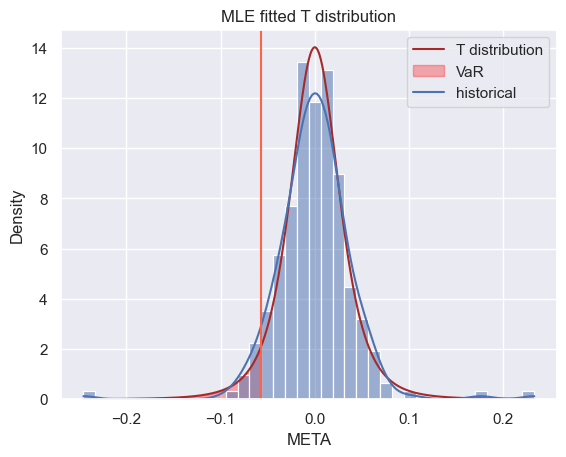 MLE fitted T distribution
T distribution
VaR
historical
14
12
10
8
6
4
2
0
Density
−0.2
−0.1
0.0
0.1
0.2
META